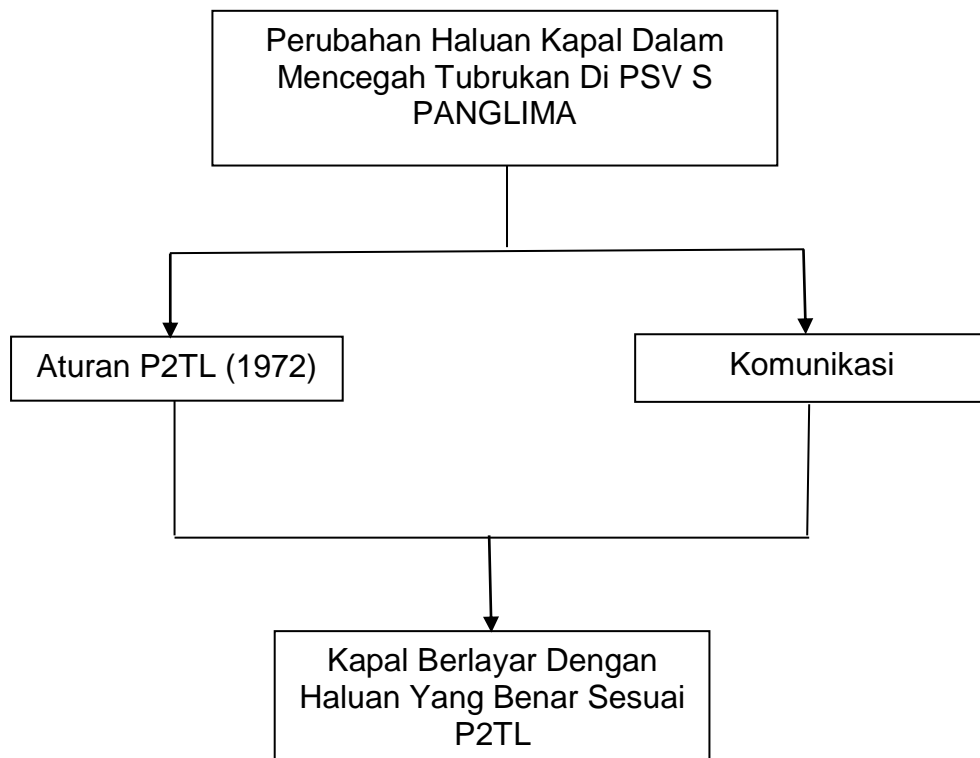 Perubahan Haluan Kapal Dalam
Mencegah Tubrukan Di PSV S
PANGLIMA
Aturan P2TL (1972)
Komunikasi
Kapal Berlayar Dengan
Haluan Yang Benar Sesuai
P2TL